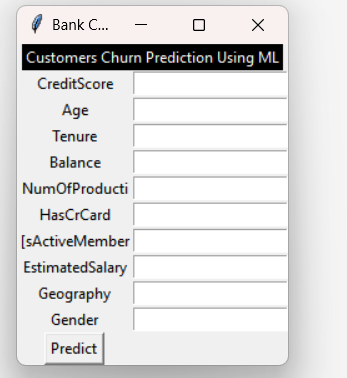 Bank C...
Customers Churn Prediction Using ML
CreditScore
Age
Tenure
Balance
NumOfProducti
HasCrCard
[sActiveMember
EstimatedSalary
Geography
Gender
Predict